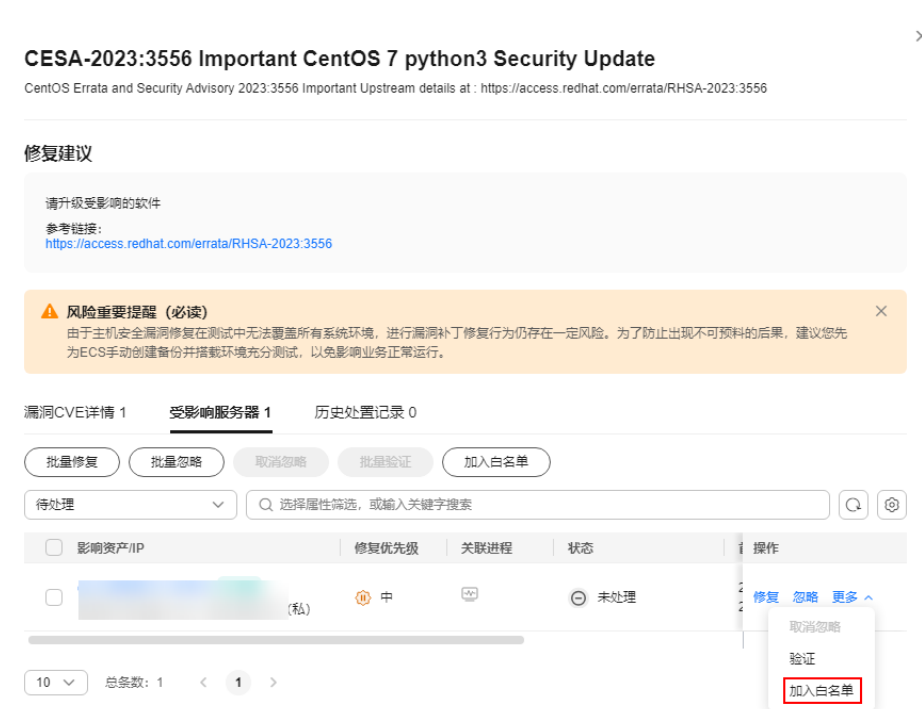 CESA-2023:3556 Important CentOS 7 python3 Security Update
CentOS Errata and Security Advisory 2023:3556 Important Upstream details at : https://access.redhat.com/errata/RHSA-2023:3556
修复建议
请升级受影响的软件
参考链接：
https://access.redhat.com/errata/RHSA-2023:3556
风险重要提醒（必读）
由于主机安全漏洞修复在测试中无法覆盖所有系统环境，进行漏洞补丁修复行为仍存在一定风险。为了防止出现不可预料的后果，建议您先
为ECS手动创建备份并搭载环境充分测试，以免影响业务正常运行。
漏洞CVE详情 1 受影响服务器 1 历史处置记录 0
批量修复 批量忽略 取消忽略 批量验证 加入白名单
待处理 选择属性筛选，或输入关键字搜索
影响资产/IP 修复优先级 关联进程 状态 操作
(私) 中 未处理 修复 忽略 更多
取消忽略
验证
加入白名单
10 总条数：1 1